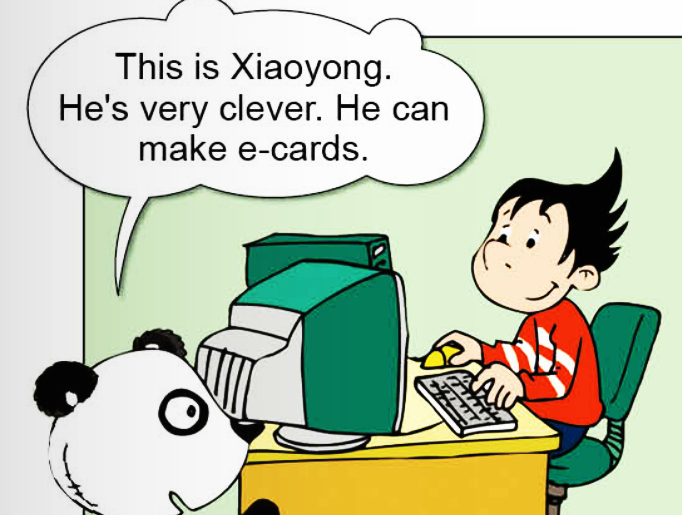 This is Xiaoyong.
He's very clever. He can
make e-cards.